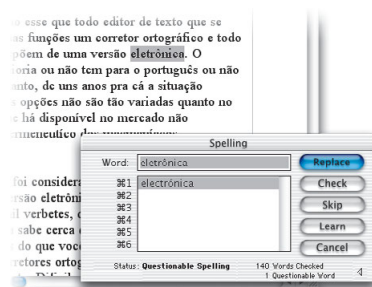 esse que todo editor de texto que se
funções um corretor ortográfico e todo
põem de uma versão eletrônica. O
oria ou não tem para o português ou não
anto, de uns anos pra cá a situação
opções não são tão variadas quanto no
e há disponível no mercado não
Spelling
Word: eletrônica
Replace
⌘1 electrónica
Check
⌘2
⌘3
Skip
⌘4
Learn
⌘5
⌘6
Cancel
Status: Questionable Spelling
140 Words Checked
1 Questionable Word
foi consider
rsão eletrôni
il verbetes, c
sabe cerca
do que voc
retores ortog